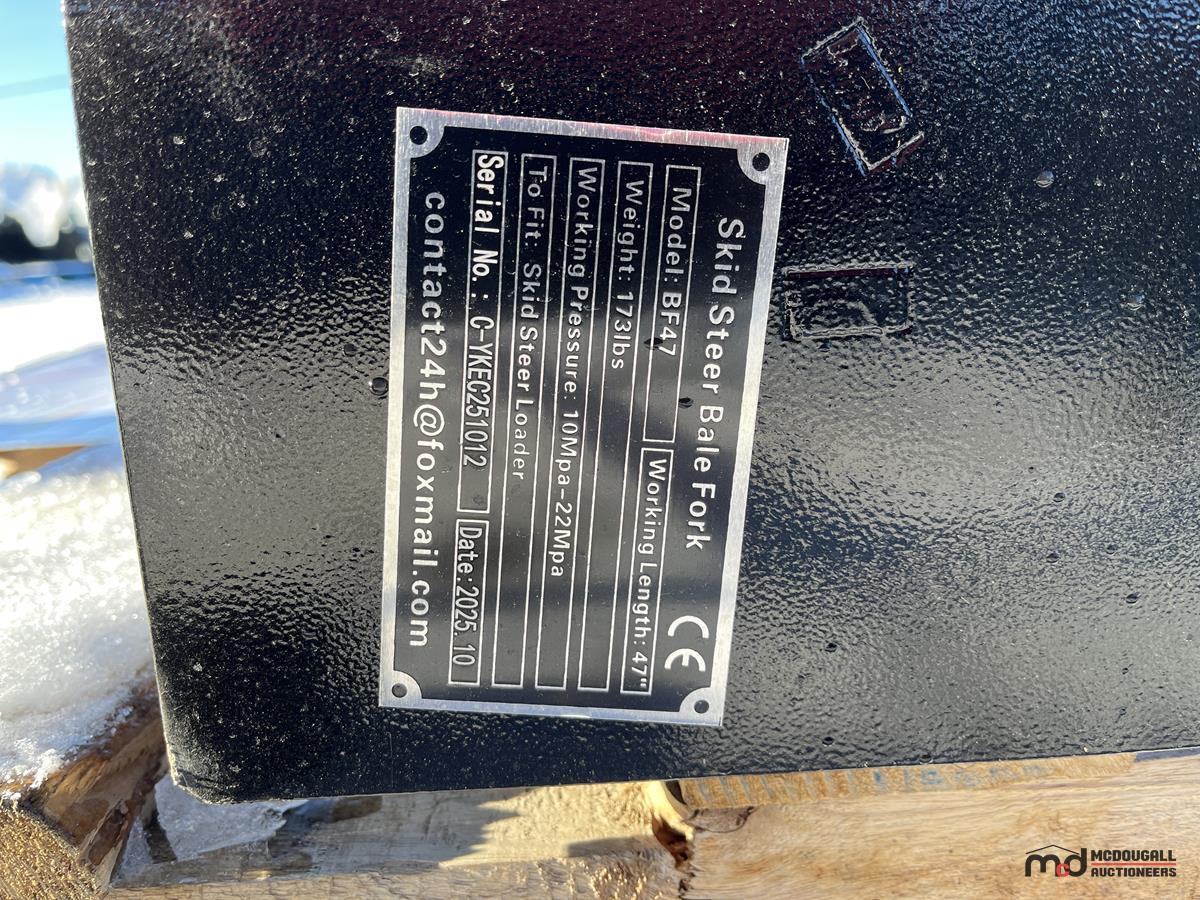 Skid Steer Bale Fork
Model: BF47 Working Length: 47"
Weight: 173lbs
Working Pressure: 10Mpa-22Mpa
To Fit: Skid Steer Loader
Serial No.: C-YKEC251012 Date: 2025.10
contact24h@foxmail.com
CE
md MCDOUGALL
AUCTIONEERS